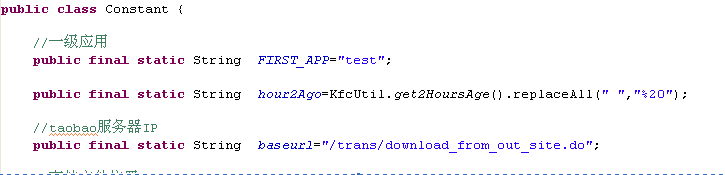 public class Constant {
//一级应用
public final static String FIRST_APP="test";
public final static String hour2Ago=KfcUtil.get2HoursAge().replaceAll(" ","%20");
//taobao服务器IP
public final static String baseurl="/trans/download_from_out_site.do";